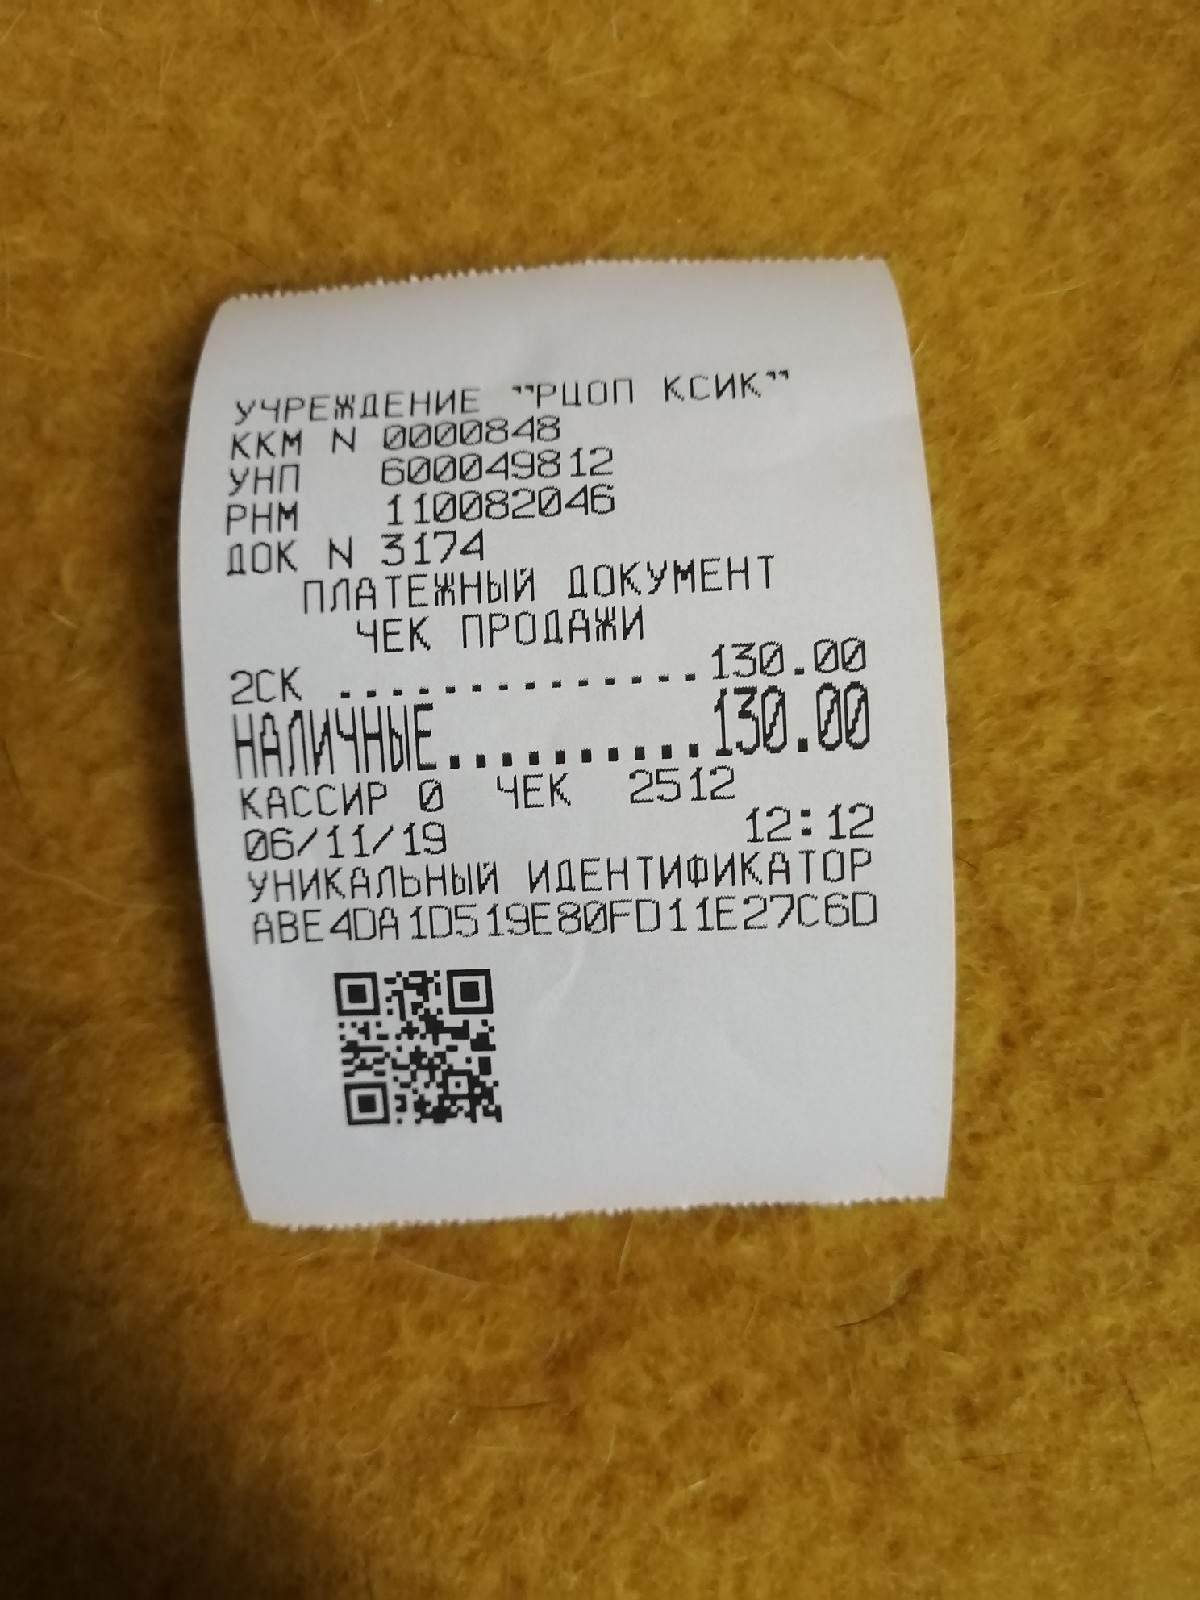 УЧРЕЖДЕНИЕ "РЦОП КСИК"
ККМ N 0000848
УНП 600049812
РНМ 110082046
ДОК N 3174
ПЛАТЕЖНЫЙ ДОКУМЕНТ
ЧЕК ПРОДАЖИ
2СК ..............130.00
НАЛИЧНЫЕ..........130.00
КАССИР 0 ЧЕК 2512
06/11/19 12:12
УНИКАЛЬНЫЙ ИДЕНТИФИКАТОР
ABE4DA1D519E80FD11E27C6D